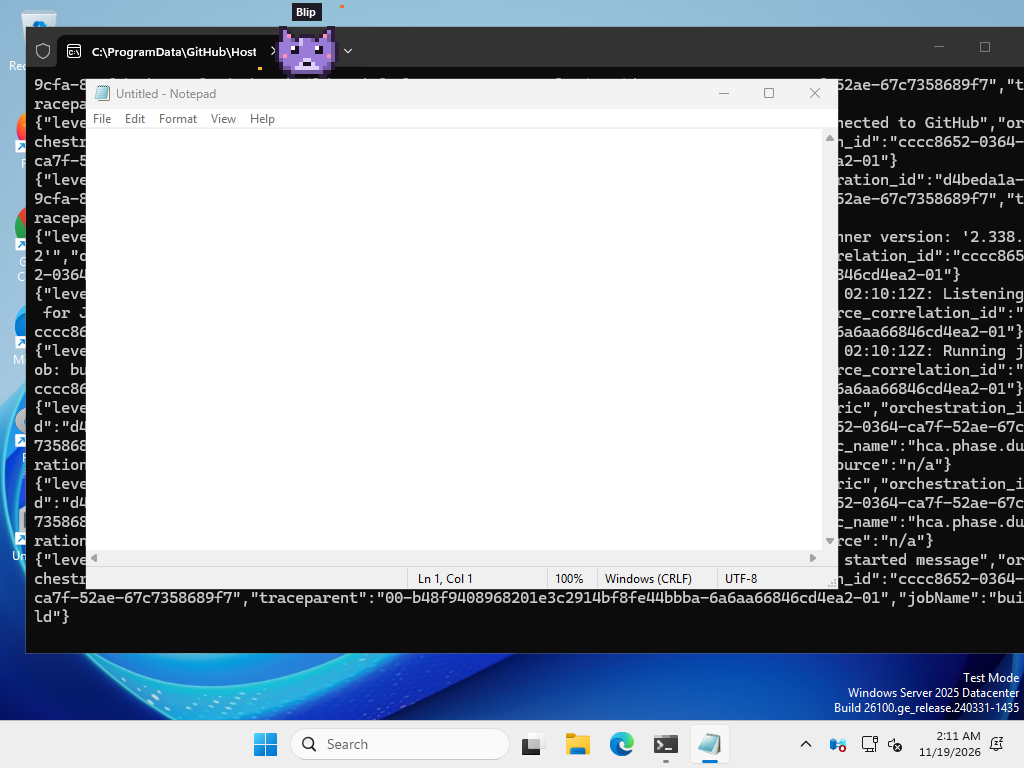 Blip
Rec
C:\ProgramData\GitHub\Host
9cfa-8
52ae-67c7358689f7","t
racepa
Untitled - Notepad
File Edit Format View Help
{"leve
nected to GitHub","or
chestr
n_id":"cccc8652-0364-
ca7f-5
a2-01"}
{"leve
ration_id":"d4beda1a-
9cfa-8
52ae-67c7358689f7","t
racepa
{"leve
nner version: '2.338.
2'","o
relation_id":"cccc865
2-0364
846cd4ea2-01"}
{"leve
02:10:12Z: Listening
for J
rce_correlation_id":"
cccc86
6a6aa66846cd4ea2-01"}
{"leve
02:10:12Z: Running j
ob: bu
rce_correlation_id":"
cccc86
6a6aa66846cd4ea2-01"}
{"leve
ric","orchestration_i
d":"d4
52-0364-ca7f-52ae-67c
735868
c_name":"hca.phase.du
ration
ource":"n/a"}
{"leve
ric","orchestration_i
d":"d4
52-0364-ca7f-52ae-67c
735868
c_name":"hca.phase.du
ration
rce":"n/a"}
{"leve
started message","or
chestr
n_id":"cccc8652-0364-
Ln 1, Col 1 100% Windows (CRLF) UTF-8
ca7f-52ae-67c7358689f7","traceparent":"00-b48f9408968201e3c2914bf8fe44bbba-6a6aa66846cd4ea2-01","jobName":"bui
ld"}
Test Mode
Windows Server 2025 Datacenter
Build 26100.ge_release.240331-1435
Search
2:11 AM
11/19/2026